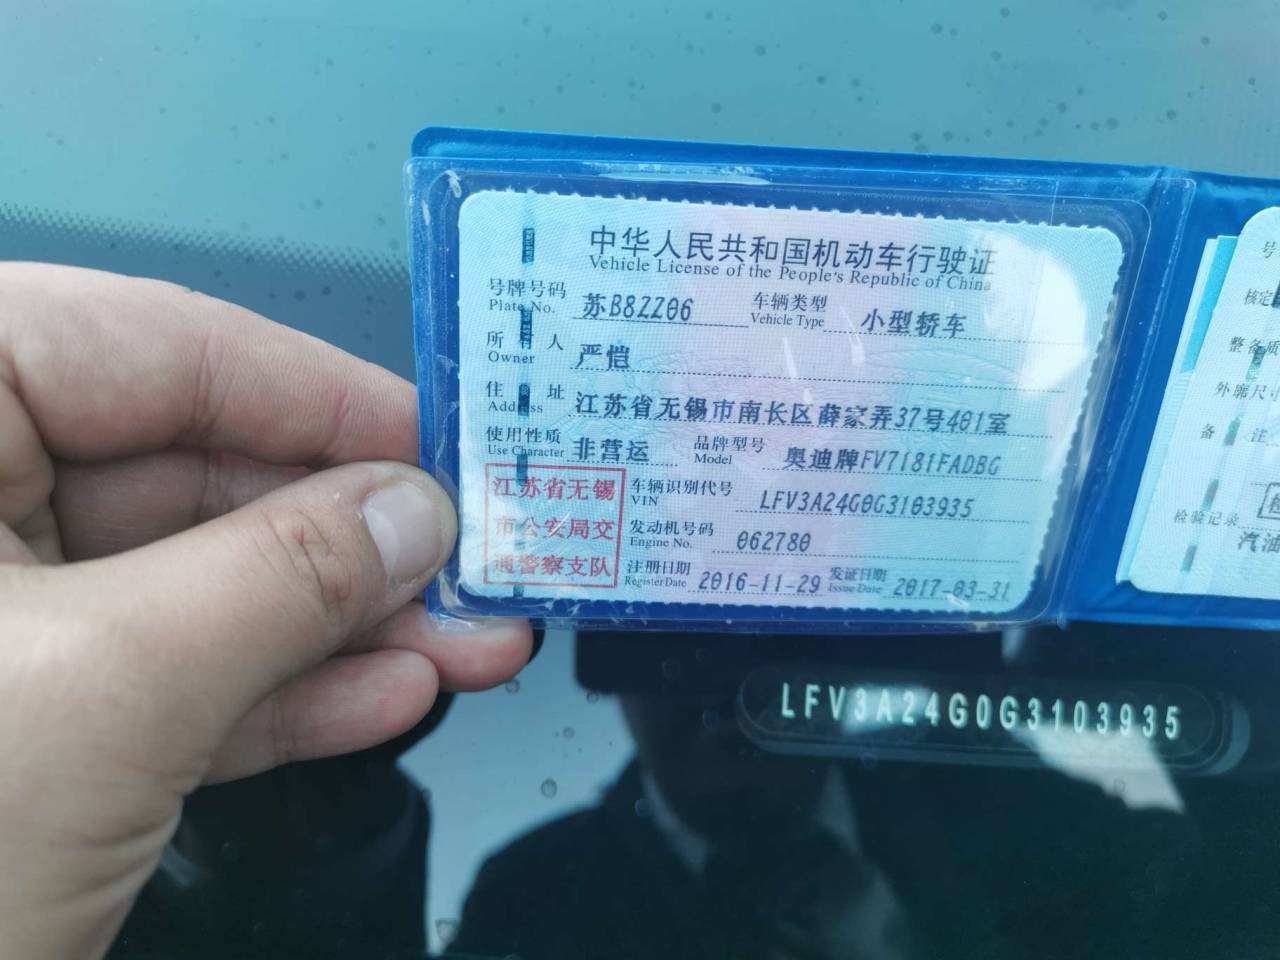 中华人民共和国机动车行驶证
Vehicle License of the People's Republic of China
号牌号码 苏B8ZZ06 车辆类型 小型轿车
Plate No. Vehicle Type
所有人 严恺
Owner
住址 江苏省无锡市南长区薛家弄37号401室
Address
使用性质 非营运 品牌型号 奥迪牌FV7181FADBG
Use Character Model
江苏省无锡
市公安局交
通警察支队
车辆识别代号 LFV3A24G0G3103935
VIN
发动机号码 062780
Engine No.
注册日期 2016-11-29 发证日期 2017-03-31
Register Date Issue Date
号
核定
整备质
外廓尺寸
备 注
检验记录
汽油
LFV3A24G0G3103935